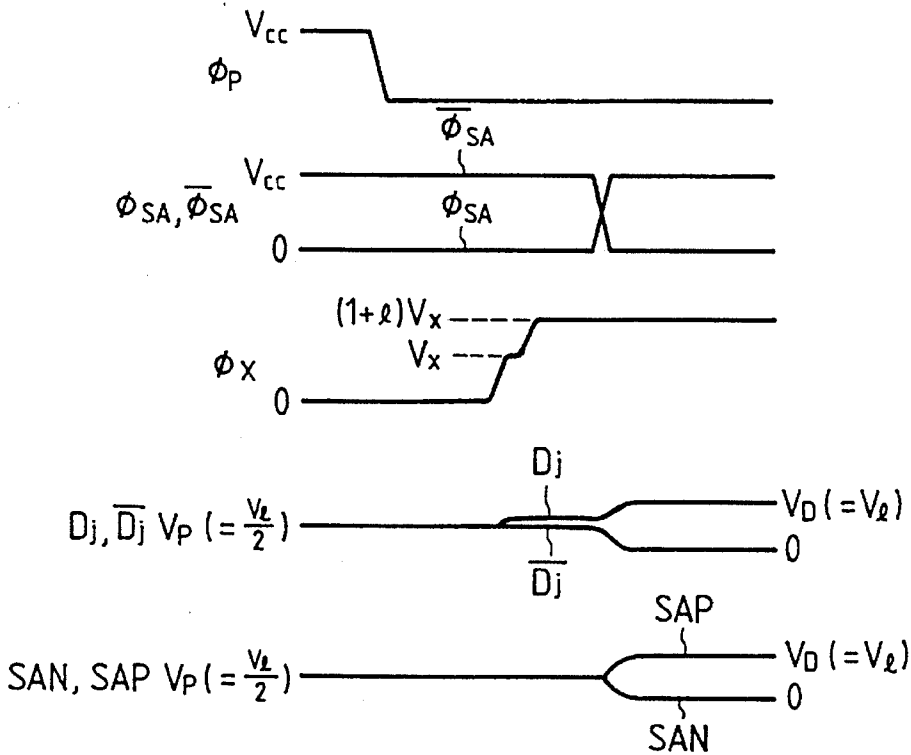 Vcc
φP
φ̅SA
Vcc
φSA, φ̅SA
φSA
0
(1+ℓ)Vx
Vx
φX
0
Dj
Dj, D̅j̅ VP (= Vℓ/2)
VD (=Vℓ)
0
D̅j̅
SAP
SAN, SAP VP (= Vℓ/2)
VD (=Vℓ)
0
SAN